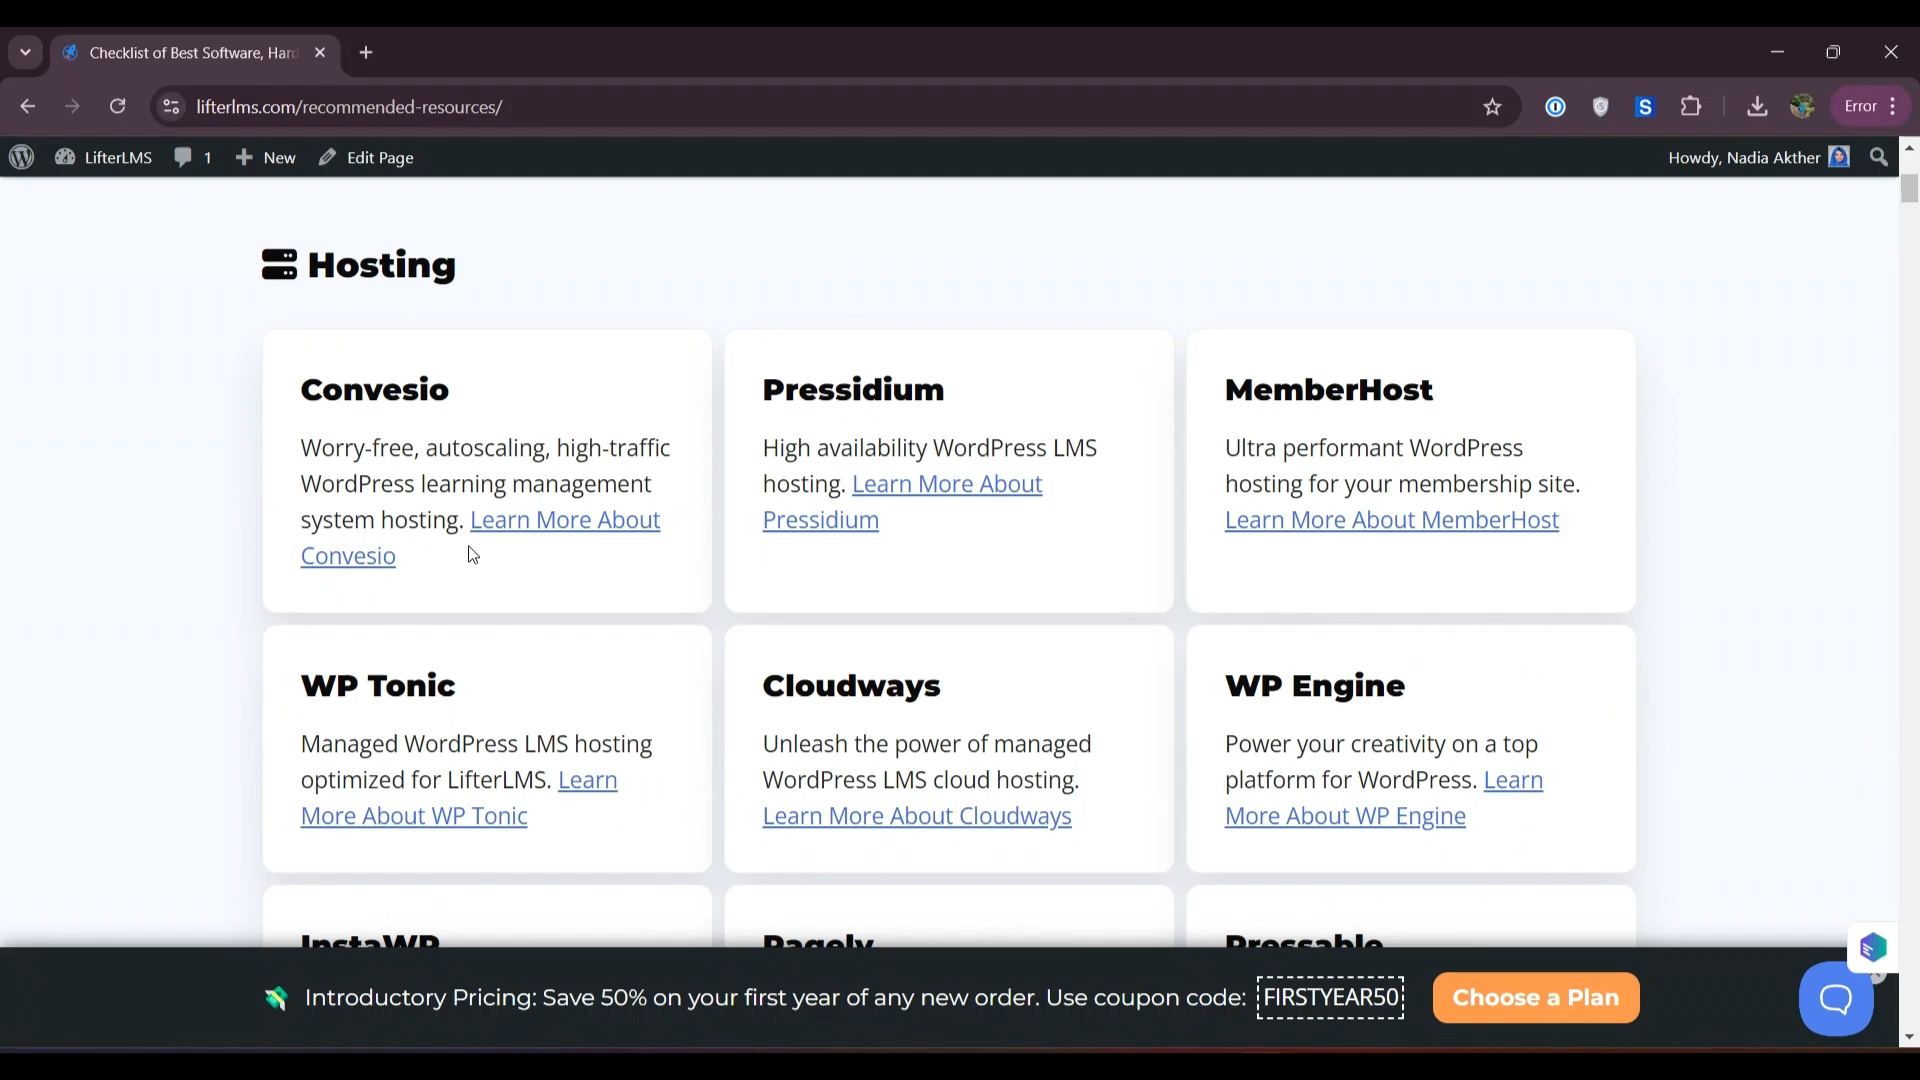 Checklist of Best Software, Hard
lifterlms.com/recommended-resources/
Error
LifterLMS
1
New
Edit Page
Howdy, Nadia Akther
Hosting
Convesio
Worry-free, autoscaling, high-traffic
WordPress learning management
system hosting. Learn More About
Convesio
Pressidium
High availability WordPress LMS
hosting. Learn More About
Pressidium
MemberHost
Ultra performant WordPress
hosting for your membership site.
Learn More About MemberHost
WP Tonic
Managed WordPress LMS hosting
optimized for LifterLMS. Learn
More About WP Tonic
Cloudways
Unleash the power of managed
WordPress LMS cloud hosting.
Learn More About Cloudways
WP Engine
Power your creativity on a top
platform for WordPress. Learn
More About WP Engine
InstaWP
Pagely
Pressable
Introductory Pricing: Save 50% on your first year of any new order. Use coupon code: FIRSTYEAR50
Choose a Plan